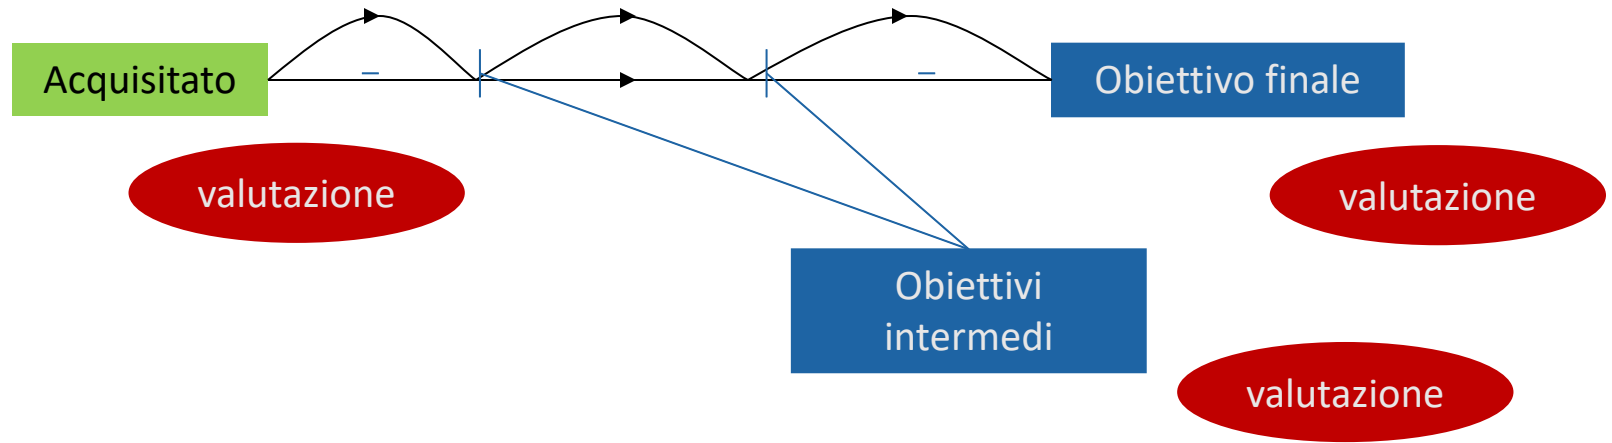 Acquisitato
Obiettivo finale
valutazione
valutazione
Obiettivi
intermedi
valutazione